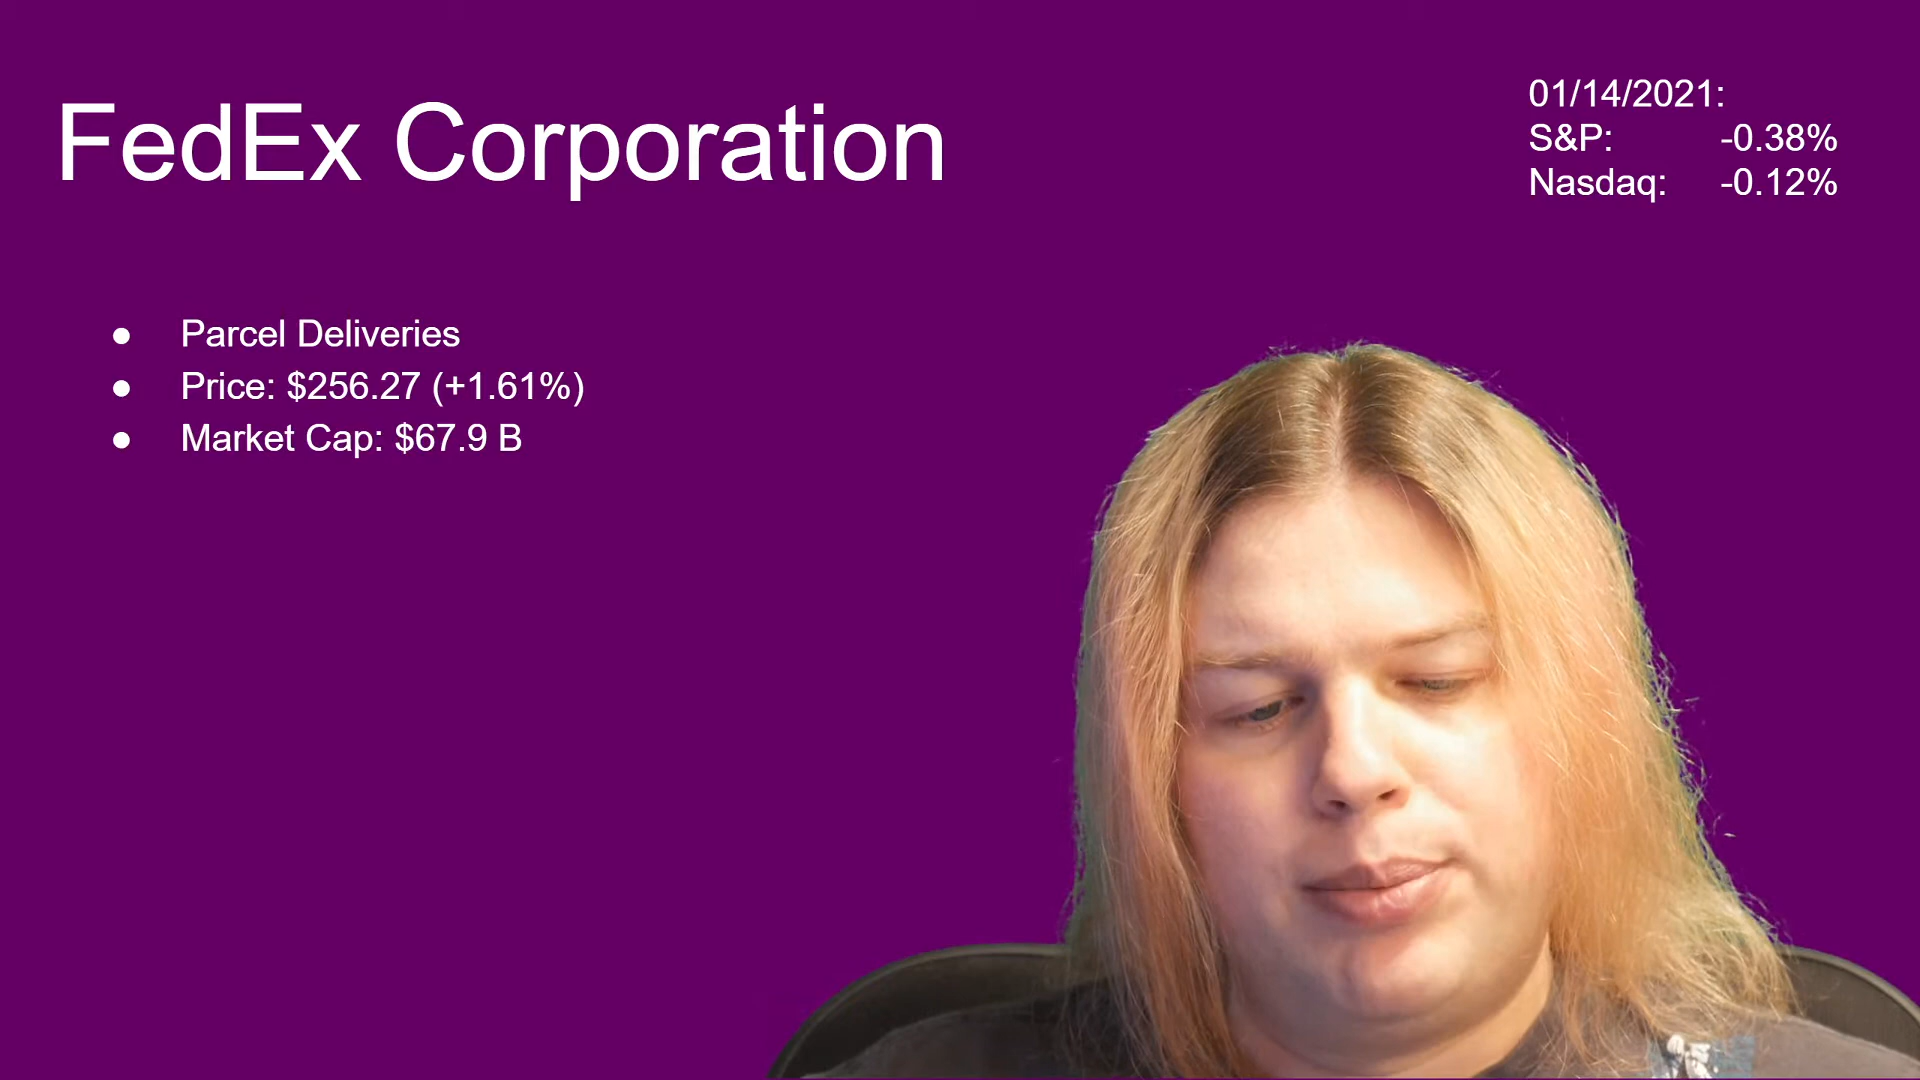 FedEx Corporation
01/14/2021:
S&P: -0.38%
Nasdaq: -0.12%
● Parcel Deliveries
● Price: $256.27 (+1.61%)
● Market Cap: $67.9 B